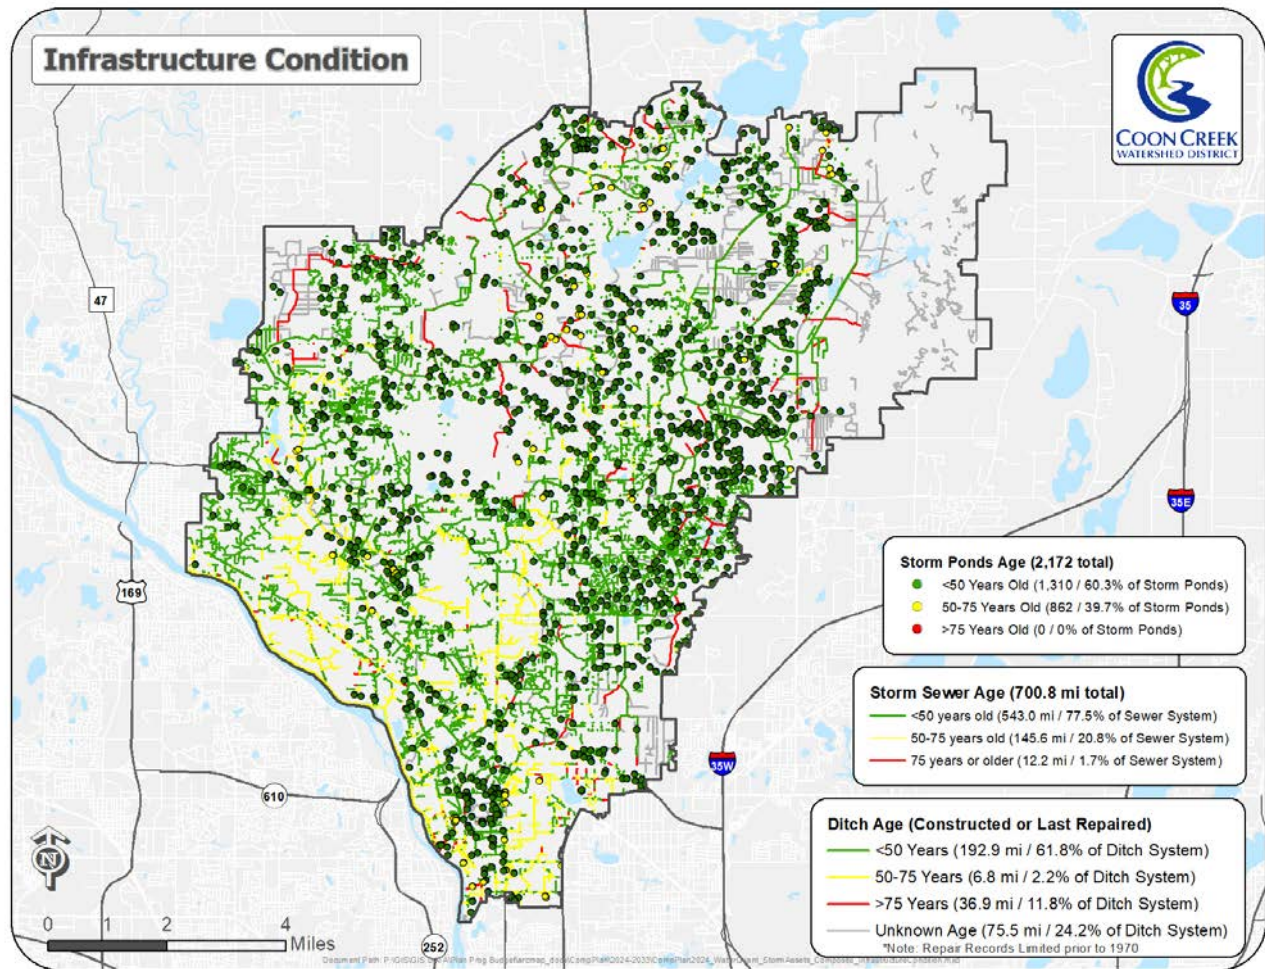 Infrastructure Condition
COON CREEK
WATERSHED DISTRICT
47
35
35E
169
Storm Ponds Age (2,172 total)
<50 Years Old (1,310 / 60.3% of Storm Ponds)
50-75 Years Old (862 / 39.7% of Storm Ponds)
>75 Years Old (0 / 0% of Storm Ponds)
Storm Sewer Age (700.8 mi total)
<50 years old (543.0 mi / 77.5% of Sewer System)
50-75 years old (145.6 mi / 20.8% of Sewer System)
75 years or older (12.2 mi / 1.7% of Sewer System)
35W
610
Ditch Age (Constructed or Last Repaired)
<50 Years (192.9 mi / 61.8% of Ditch System)
50-75 Years (6.8 mi / 2.2% of Ditch System)
>75 Years (36.9 mi / 11.8% of Ditch System)
Unknown Age (75.5 mi / 24.2% of Ditch System)
*Note: Repair Records Limited prior to 1970
N
0 2 4
Miles
252
Document Path: